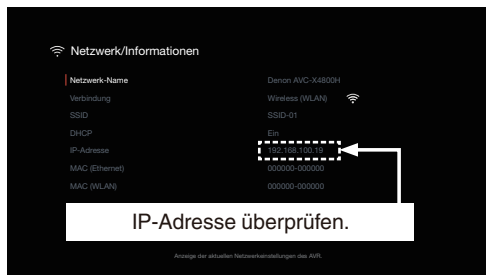 Netzwerk/Informationen
Netzwerk-Name Denon AVC-X4800H
Verbindung Wireless (WLAN)
SSID SSID-01
DHCP Ein
IP-Adresse 192.168.100.19
MAC (Ethernet) 000000-000000
MAC (WLAN) 000000-000000
IP-Adresse überprüfen.
Anzeige der aktuellen Netzwerkeinstellungen des AVR.